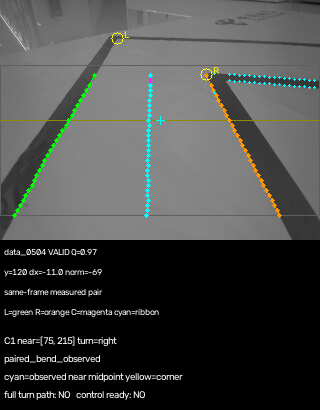 L
R
data_0504 VALID Q=0.97
y=120 dx=-11.0 norm=-69
same-frame measured pair
L=green R=orange C=magenta cyan=ribbon
C1 near=[75, 215] turn=right
paired_bend_observed
cyan=observed near midpoint yellow=corner
full turn path: NO control ready: NO